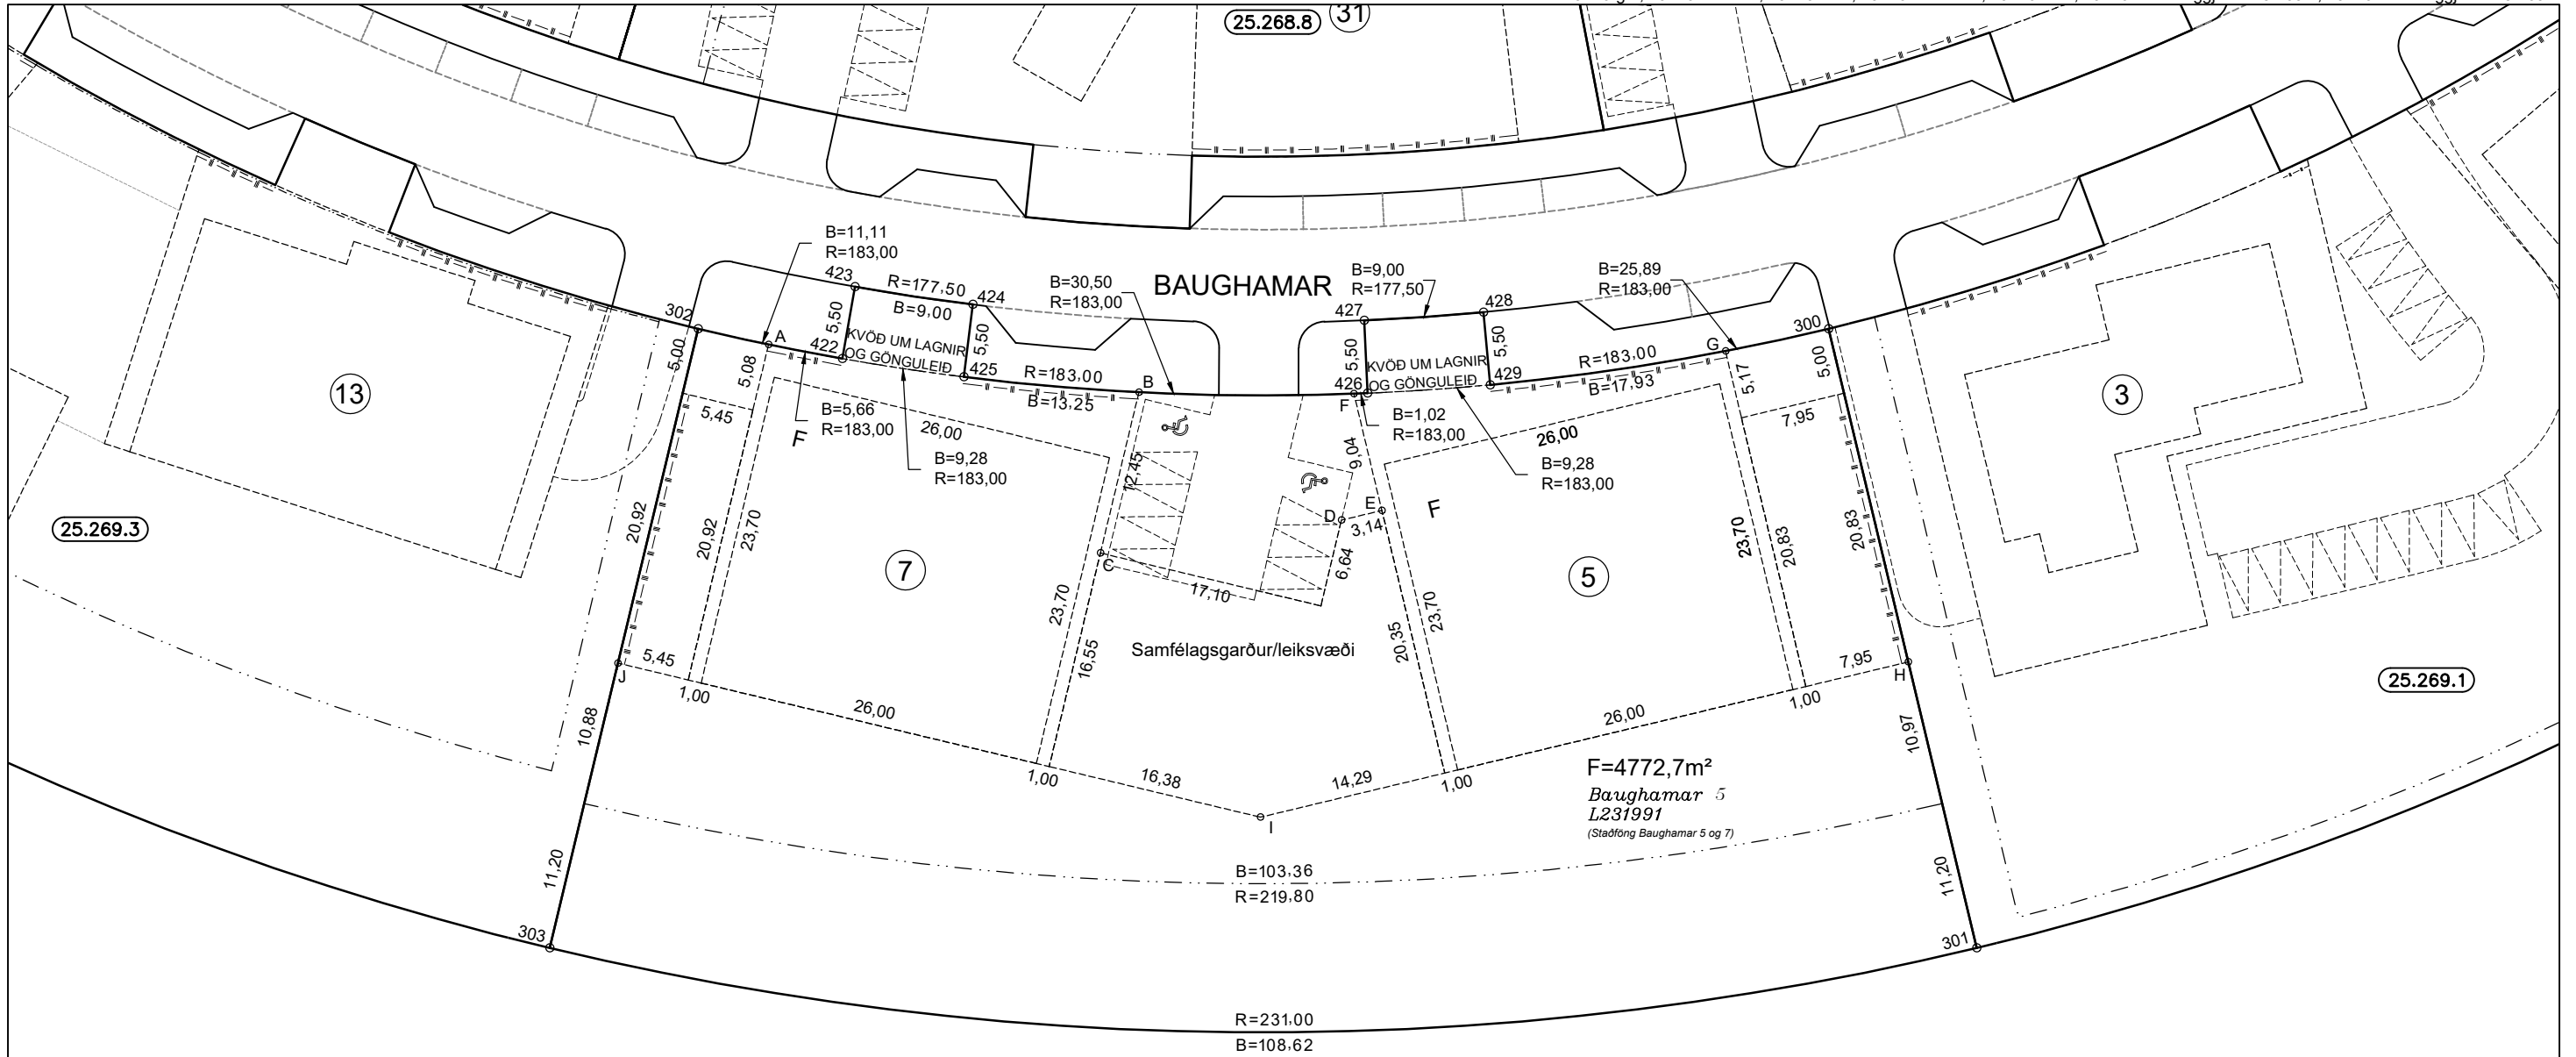 25.268.8
31
B=11,11
R=183,00
423
R=177,50
B=9,00
424
B=30,50
R=183,00
BAUGHAMAR
B=9,00
R=177,50
B=25,89
R=183,00
427
428
302
A
5,50
KVÖÐ UM LAGNIR
OG GÖNGULEIÐ
5,50
422
425
R=183,00
B=13,25
B
5,50
KVÖÐ UM LAGNIR
OG GÖNGULEIÐ
5,50
426
F
429
R=183,00
B=17,93
G
300
5,00
5,08
5,45
B=5,66
R=183,00
F
26,00
B=9,28
R=183,00
B=1,02
R=183,00
26,00
B=9,28
R=183,00
5,17
5,00
7,95
13
3
25.269.3
20,92
20,92
23,70
7
12,45
C
17,10
9,04
D
E
3,14
6,64
F
5
23,70
20,83
20,83
23,70
16,55
Samfélagsgarður/leiksvæði
23,70
20,35
25.269.1
J
5,45
1,00
26,00
1,00
16,38
14,29
I
1,00
26,00
1,00
7,95
H
10,88
10,97
F=4772,7m²
Baughamar 5
L231991
(Staðföng Baughamar 5 og 7)
11,20
B=103,36
R=219,80
11,20
303
301
R=231,00
B=108,62